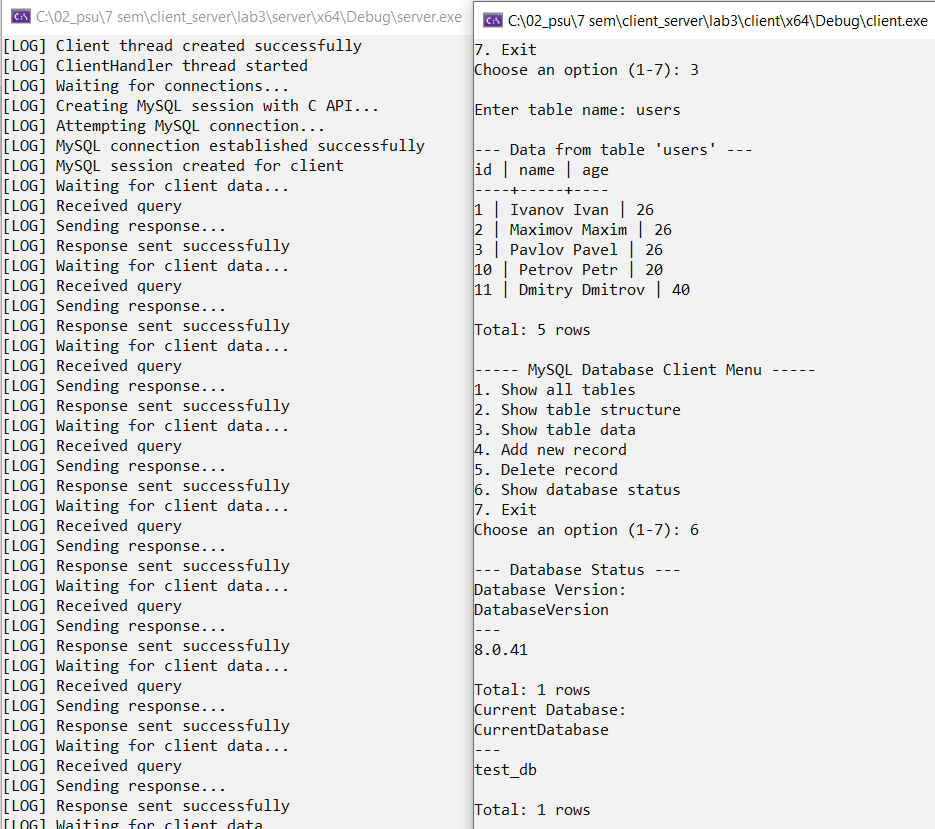 C:\02_psu\7 sem\client_server\lab3\server\x64\Debug\server.exe
[LOG] Client thread created successfully
[LOG] ClientHandler thread started
[LOG] Waiting for connections...
[LOG] Creating MySQL session with C API...
[LOG] Attempting MySQL connection...
[LOG] MySQL connection established successfully
[LOG] MySQL session created for client
[LOG] Waiting for client data...
[LOG] Received query
[LOG] Sending response...
[LOG] Response sent successfully
[LOG] Waiting for client data...
[LOG] Received query
[LOG] Sending response...
[LOG] Response sent successfully
[LOG] Waiting for client data...
[LOG] Received query
[LOG] Sending response...
[LOG] Response sent successfully
[LOG] Waiting for client data...
[LOG] Received query
[LOG] Sending response...
[LOG] Response sent successfully
[LOG] Waiting for client data...
[LOG] Received query
[LOG] Sending response...
[LOG] Response sent successfully
[LOG] Waiting for client data...
[LOG] Received query
[LOG] Sending response...
[LOG] Response sent successfully
[LOG] Waiting for client data...
[LOG] Received query
[LOG] Sending response...
[LOG] Response sent successfully
[LOG] Waiting for client data...
[LOG] Received query
[LOG] Sending response...
[LOG] Response sent successfully
[LOG] Waiting for client data
C:\02_psu\7 sem\client_server\lab3\client\x64\Debug\client.exe
7. Exit
Choose an option (1-7): 3
Enter table name: users
--- Data from table 'users' ---
id | name | age
----+-----+----
1 | Ivanov Ivan | 26
2 | Maximov Maxim | 26
3 | Pavlov Pavel | 26
10 | Petrov Petr | 20
11 | Dmitry Dmitrov | 40
Total: 5 rows
----- MySQL Database Client Menu -----
1. Show all tables
2. Show table structure
3. Show table data
4. Add new record
5. Delete record
6. Show database status
7. Exit
Choose an option (1-7): 6
--- Database Status ---
Database Version:
DatabaseVersion
---
8.0.41
Total: 1 rows
Current Database:
CurrentDatabase
---
test_db
Total: 1 rows